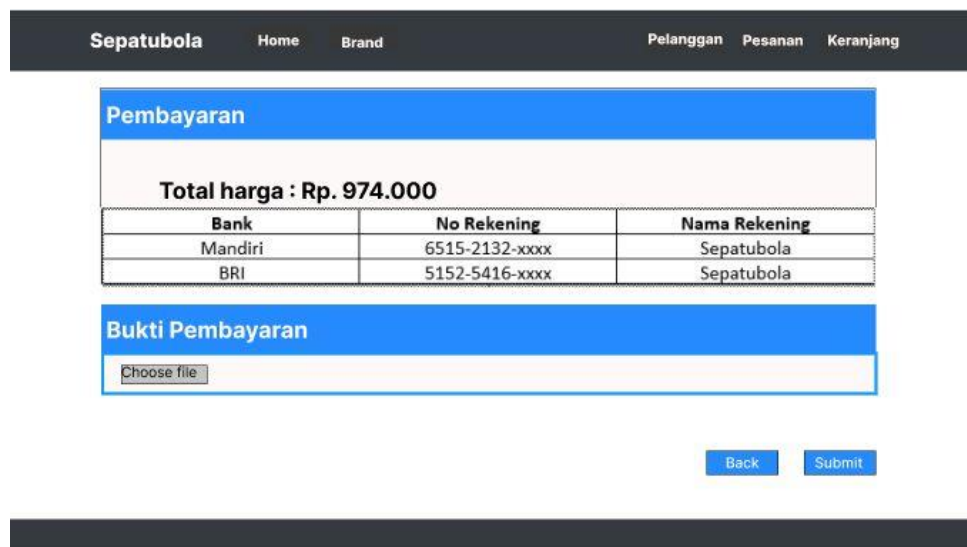 Sepatubola Home Brand Pelanggan Pesanan Keranjang
Pembayaran
Total harga : Rp. 974.000
Bank No Rekening Nama Rekening
Mandiri 6515-2132-xxxx Sepatubola
BRI 5152-5416-xxxx Sepatubola
Bukti Pembayaran
Choose file
Back Submit